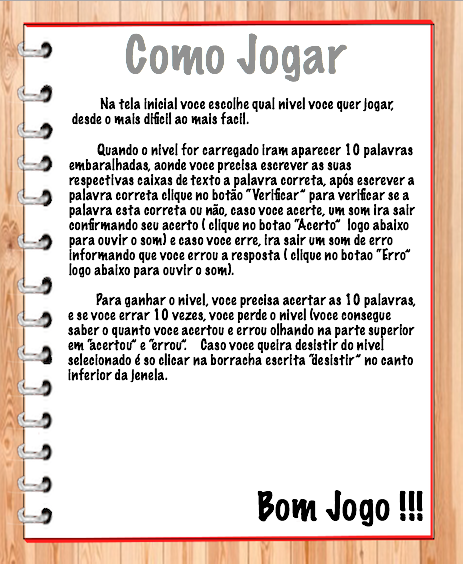 Como Jogar
Na tela inicial voce escolhe qual nivel voce quer jogar,
desde o mais dificil ao mais facil.
Quando o nivel for carregado iram aparecer 10 palavras
embaralhadas, aonde voce precisa escrever as suas
respectivas caixas de texto a palavra correta, após escrever a
palavra correta clique no botão "Verificar" para verificar se a
palavra esta correta ou não, caso voce acerte, um som ira sair
confirmando seu acerto ( clique no botao "Acerto" logo abaixo
para ouvir o som) e caso voce erre, ira sair um som de erro
informando que voce errou a resposta ( clique no botao "Erro"
logo abaixo para ouvir o som).
Para ganhar o nivel, voce precisa acertar as 10 palavras,
e se voce errar 10 vezes, voce perde o nivel (voce consegue
saber o quanto voce acertou e errou olhando na parte superior
em "acertou" e "errou". Caso voce queira desistir do nivel
selecionado é so clicar na borracha escrita "desistir" no canto
inferior da jenela.
Bom Jogo !!!